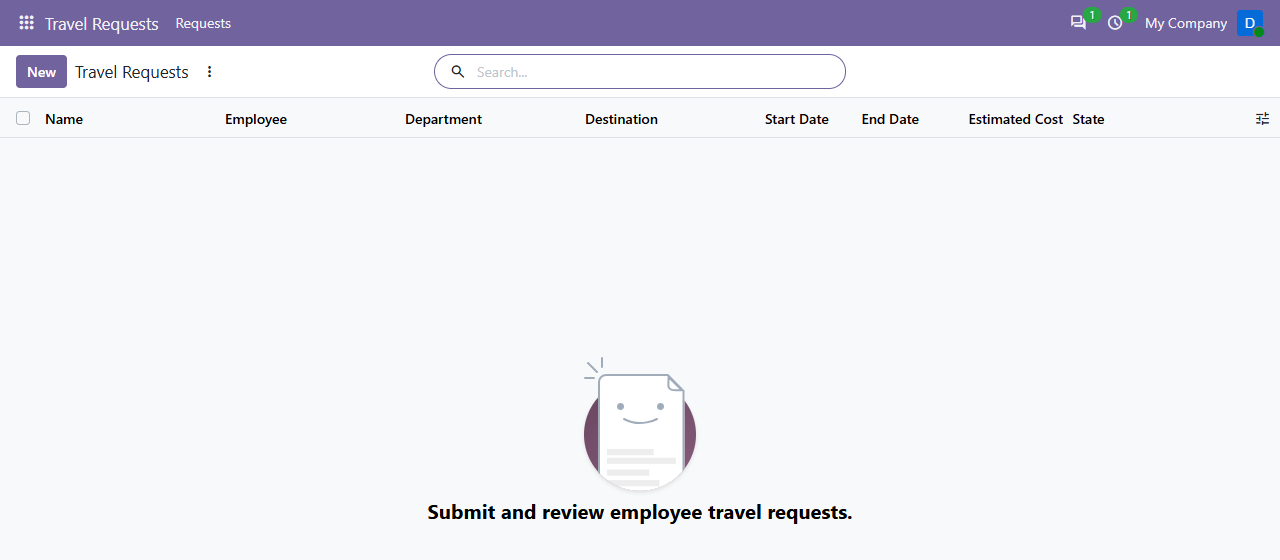 Travel Requests Requests 1 1 My Company D
New Travel Requests Search...
Name Employee Department Destination Start Date End Date Estimated Cost State
Submit and review employee travel requests.